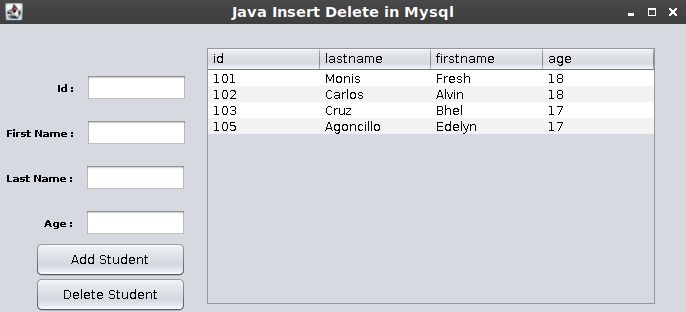 Java Insert Delete in Mysql
id lastname firstname age
101 Monis Fresh 18
102 Carlos Alvin 18
103 Cruz Bhel 17
105 Agoncillo Edelyn 17
Id :
First Name :
Last Name :
Age :
Add Student
Delete Student